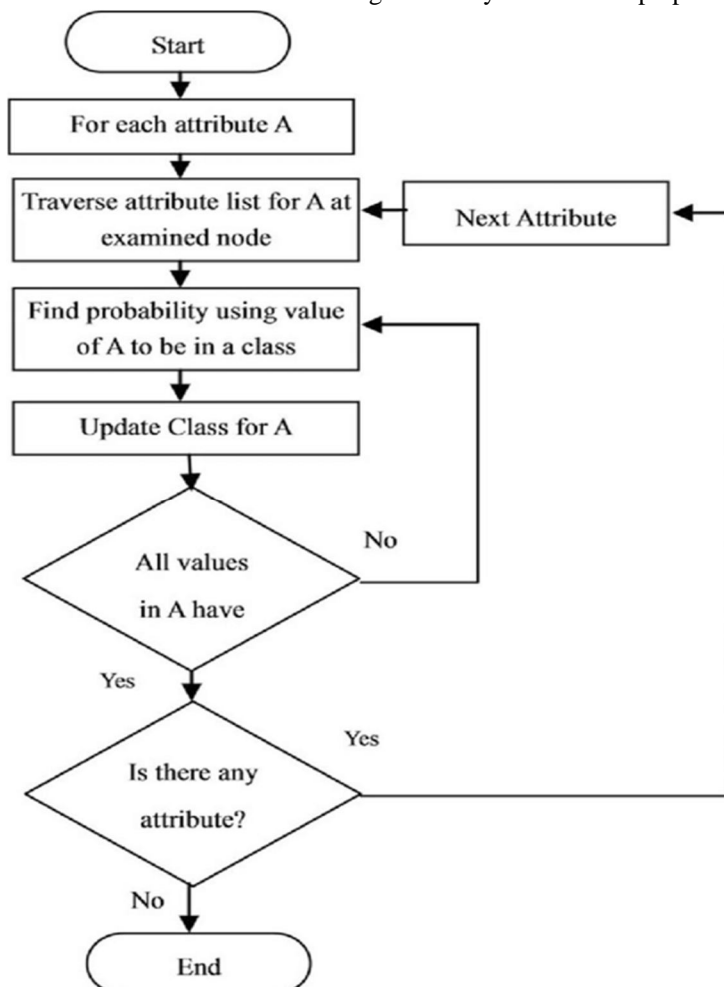 Start
For each attribute A
Traverse attribute list for A at
examined node
Next Attribute
Find probability using value
of A to be in a class
Update Class for A
All values
in A have
No
Yes
Is there any
attribute?
Yes
No
End